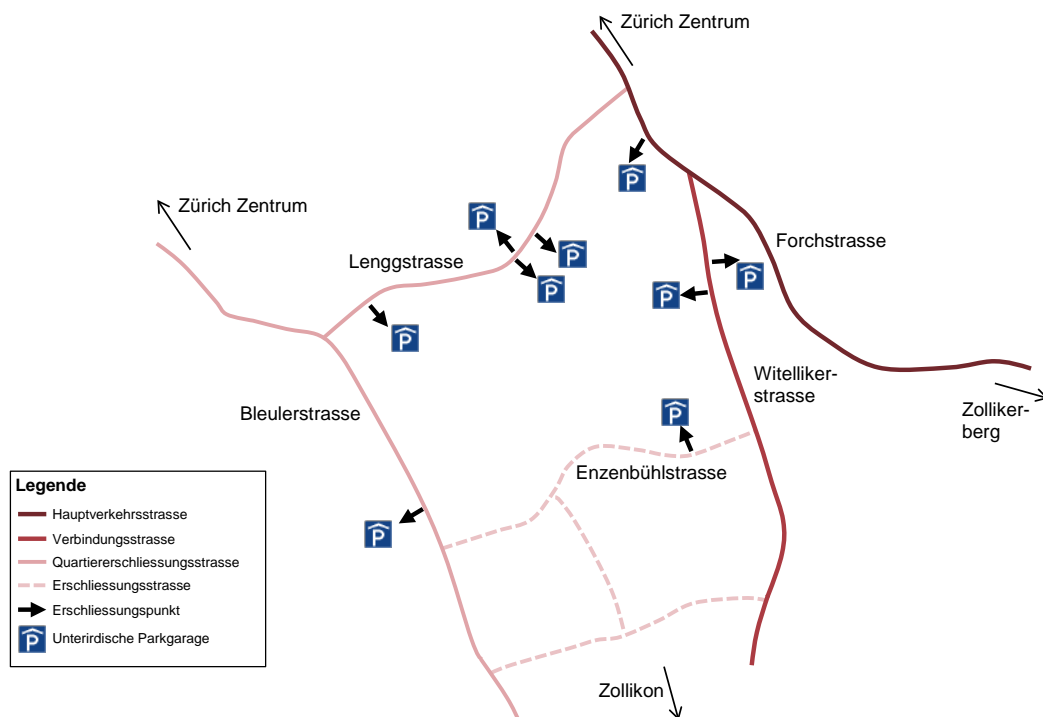 Zürich Zentrum
Zürich Zentrum
Forchstrasse
Lenggstrasse
P
P
P
P
P
P
P
P
P
Witelliker-
strasse
Bleulerstrasse
Zolliker-
berg
Enzenbühlstrasse
Legende
Hauptverkehrsstrasse
Verbindungsstrasse
Quartiererschliessungsstrasse
Erschliessungsstrasse
Erschliessungspunkt
P
Unterirdische Parkgarage
Zollikon